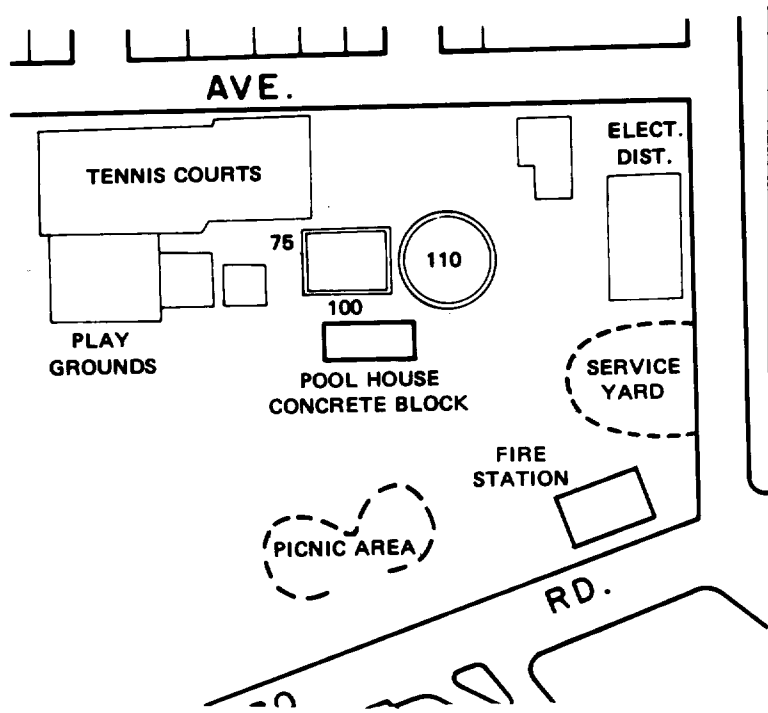 AVE.
ELECT.
DIST.
TENNIS COURTS
75
110
100
PLAY
GROUNDS
POOL HOUSE
CONCRETE BLOCK
SERVICE
YARD
FIRE
STATION
PICNIC AREA
RD.